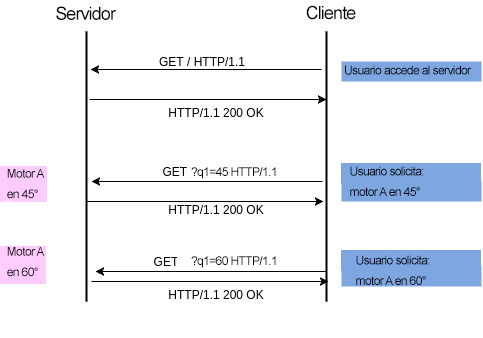 Servidor
Cliente
GET / HTTP/1.1
Usuario accede al servidor
HTTP/1.1 200 OK
Motor A
en 45°
GET ?q1=45 HTTP/1.1
Usuario solicita:
motor A en 45°
HTTP/1.1 200 OK
Motor A
en 60°
GET ?q1=60 HTTP/1.1
Usuario solicita:
motor A en 60°
HTTP/1.1 200 OK